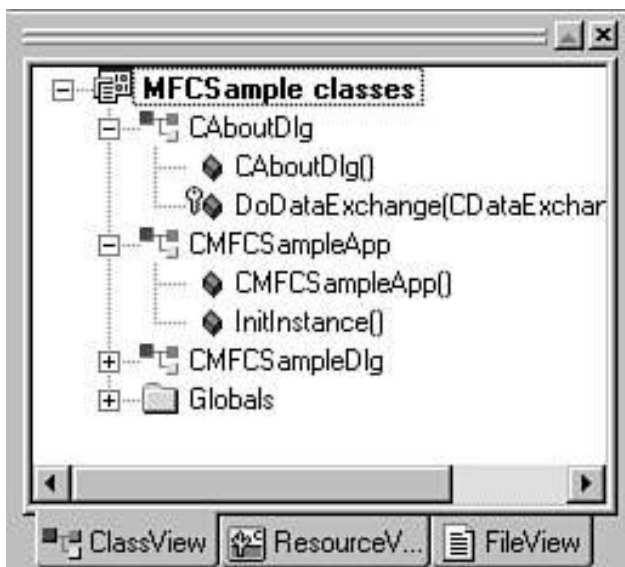 MFCSample classes
CAboutDlg
CAboutDlg()
DoDataExchange(CDataExchar
CMFCSampleApp
CMFCSampleApp()
InitInstance()
CMFCSampleDlg
Globals
ClassView ResourceV... FileView